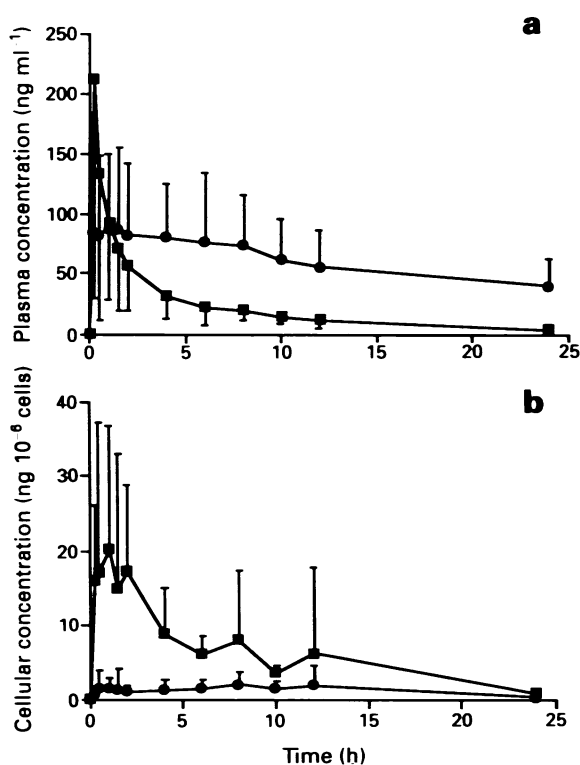 a
Plasma concentration (ng ml⁻¹)
250
200
150
100
50
0
0 5 10 15 20 25
b
Cellular concentration (ng 10⁻⁶ cells)
40
30
20
10
0
0 5 10 15 20 25
Time (h)